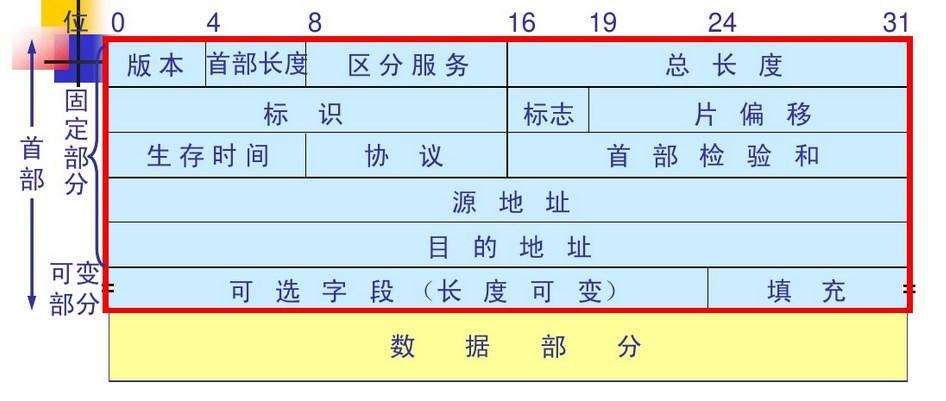 位 0 4 8 16 19 24 31
版本 首部长度 区分服务 总长度
标识 标志 片偏移
生存时间 协议 首部检验和
源地址
目的地址
可选字段（长度可变） 填充
数据部分
首部
固定部分
可变部分